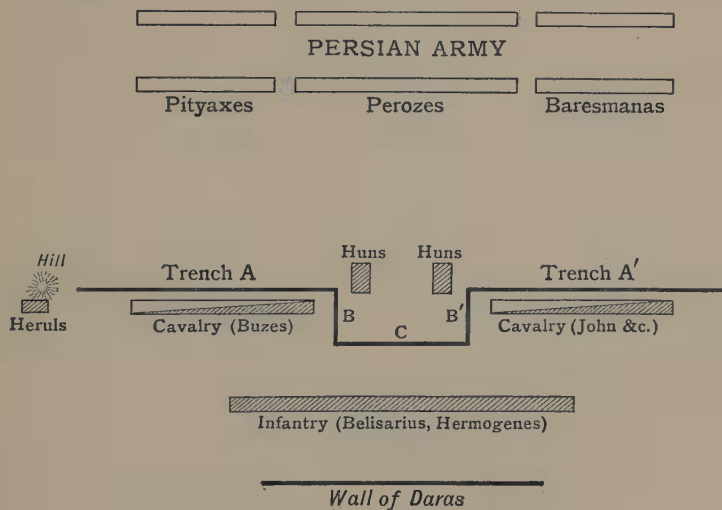 PERSIAN ARMY
Pityaxes Perozes Baresmanas
Hill
Huns Huns
Trench A Trench A′
Heruls
Cavalry (Buzes) B B′ Cavalry (John &c.)
C
Infantry (Belisarius, Hermogenes)
Wall of Daras